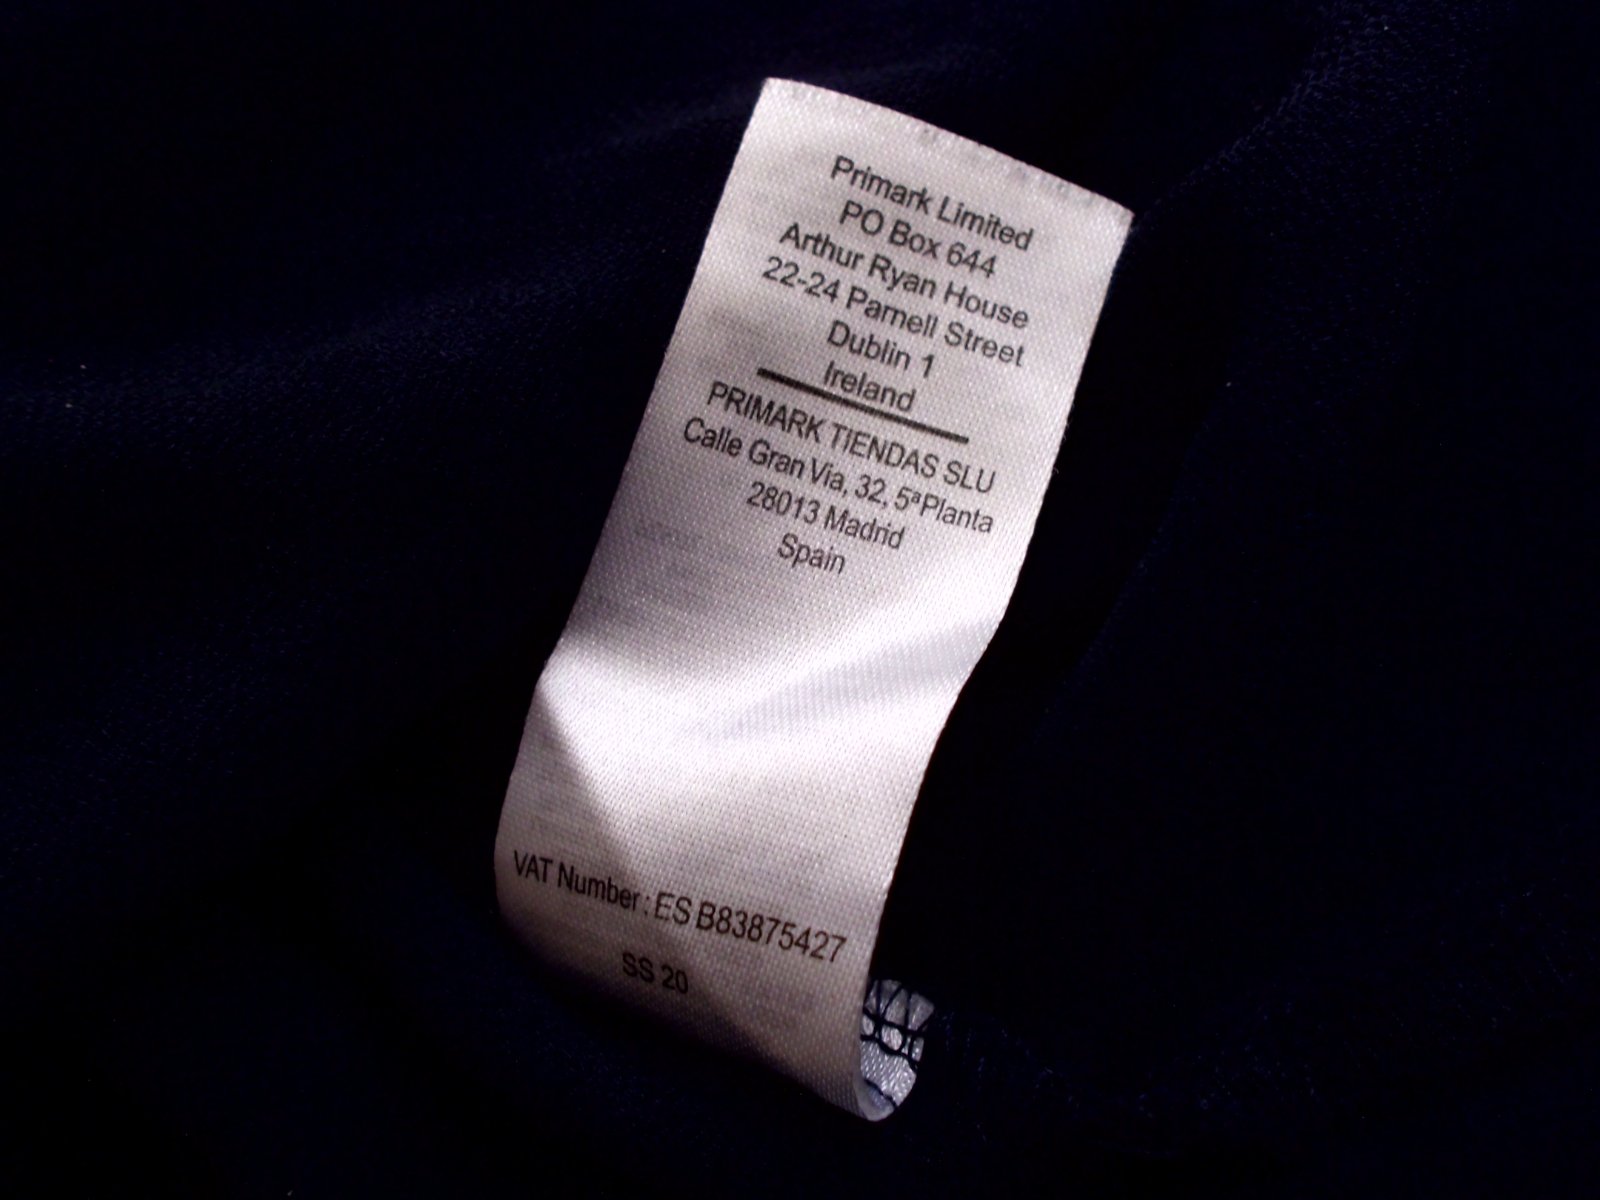 Primark Limited
PO Box 644
Arthur Ryan House
22-24 Parnell Street
Dublin 1
Ireland
PRIMARK TIENDAS SLU
Calle Gran Via, 32, 5ªPlanta
28013 Madrid
Spain
VAT Number : ES B83875427
SS 20